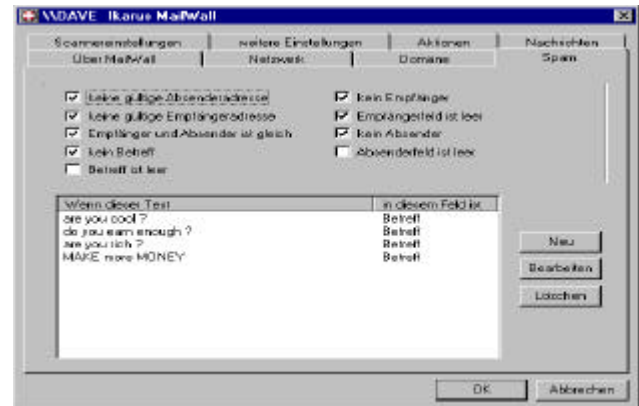 \\DAVE Ikarus MailWall
Scannereinstellungen
weitere Einstellungen
Aktionen
Nachrichten
Über MailWall
Netzwerk
Domäne
Spam
keine gültige Absenderadresse
kein Empfänger
keine gültige Empfängeradresse
Empfängerfeld ist leer
Empfänger und Absender ist gleich
kein Absender
kein Betreff
Absenderfeld ist leer
Betreff ist leer
Wenn dieser Text
in diesem Feld ist
are you cool ?
Betreff
do you earn enough ?
Betreff
are you rich ?
Betreff
MAKE more MONEY
Betreff
Neu
Bearbeiten
Löschen
OK
Abbrechen